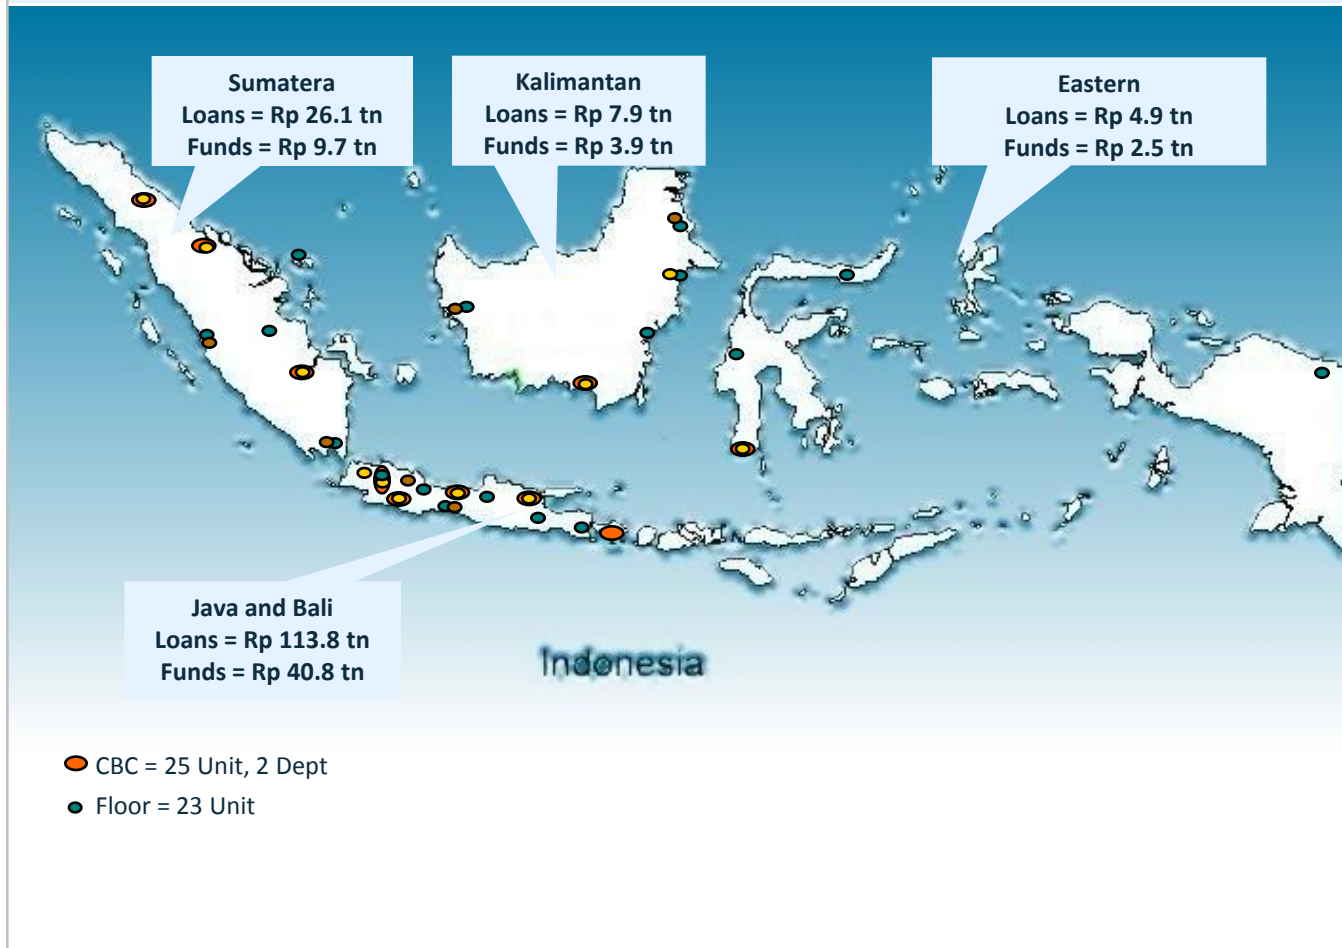 Sumatera
Loans = Rp 26.1 tn
Funds = Rp 9.7 tn
Kalimantan
Loans = Rp 7.9 tn
Funds = Rp 3.9 tn
Eastern
Loans = Rp 4.9 tn
Funds = Rp 2.5 tn
Java and Bali
Loans = Rp 113.8 tn
Funds = Rp 40.8 tn
Indonesia
CBC = 25 Unit, 2 Dept
Floor = 23 Unit